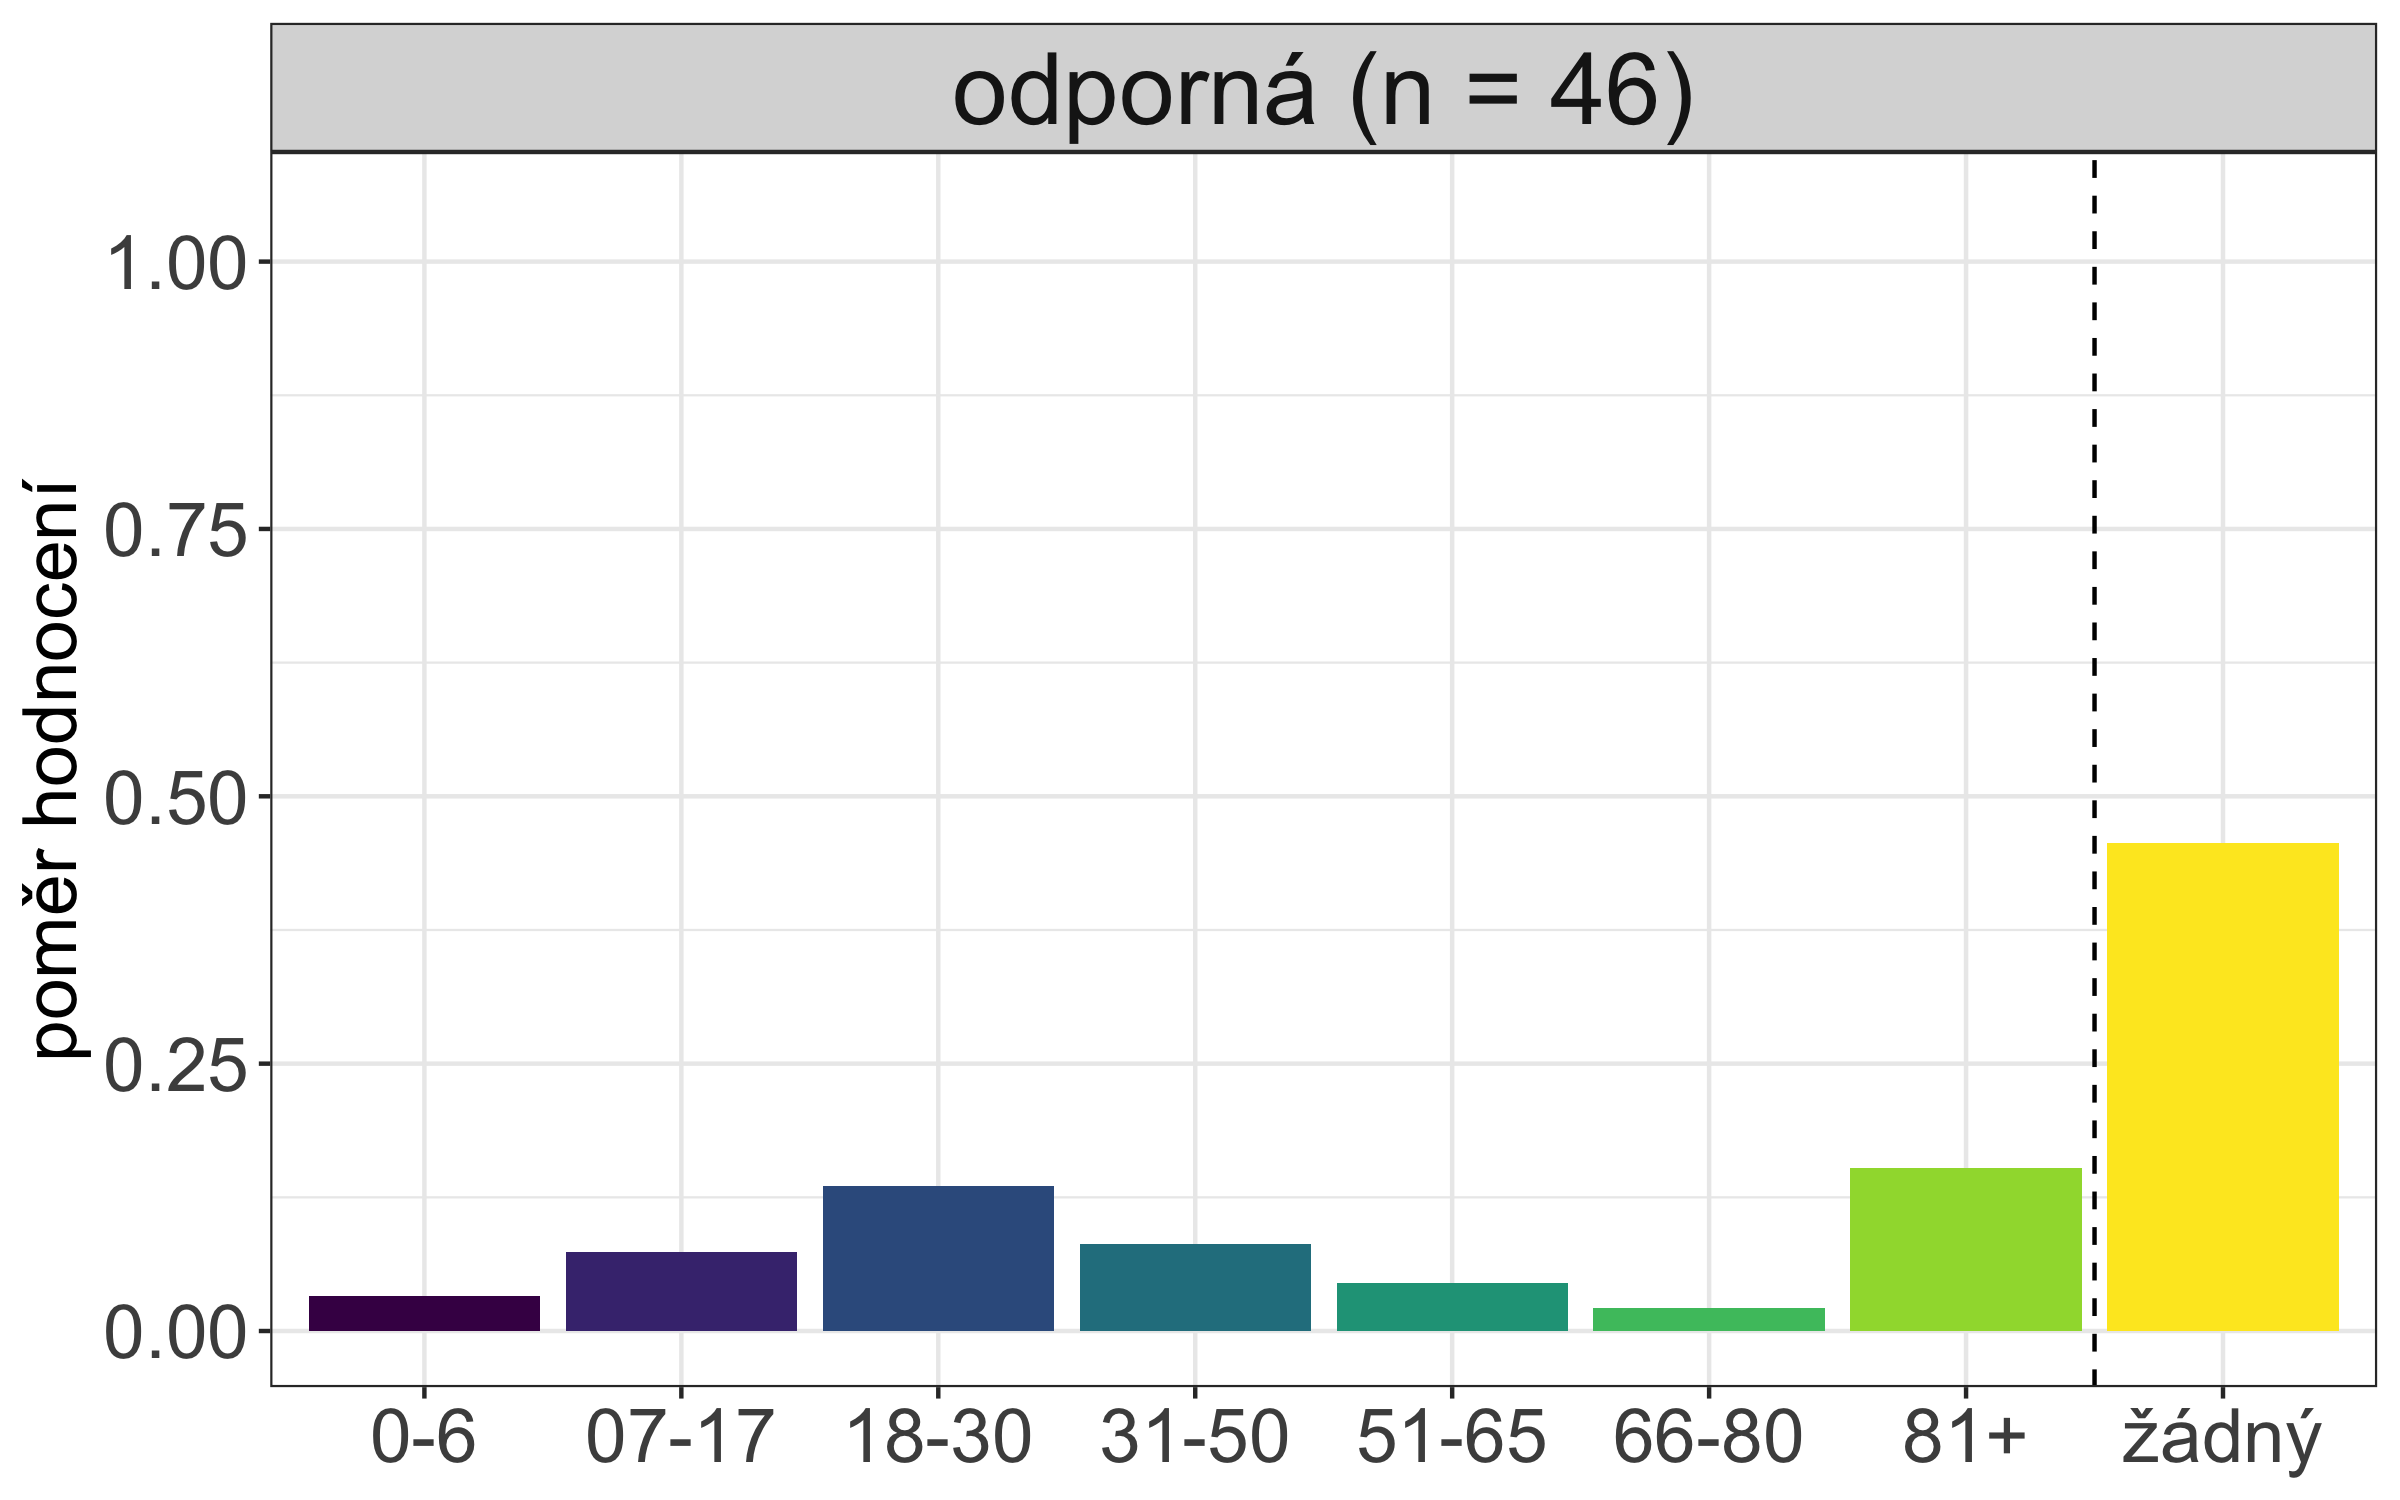 odporná (n = 46)
poměr hodnocení
1.00
0.75
0.50
0.25
0.00
0-6 07-17 18-30 31-50 51-65 66-80 81+ žádný